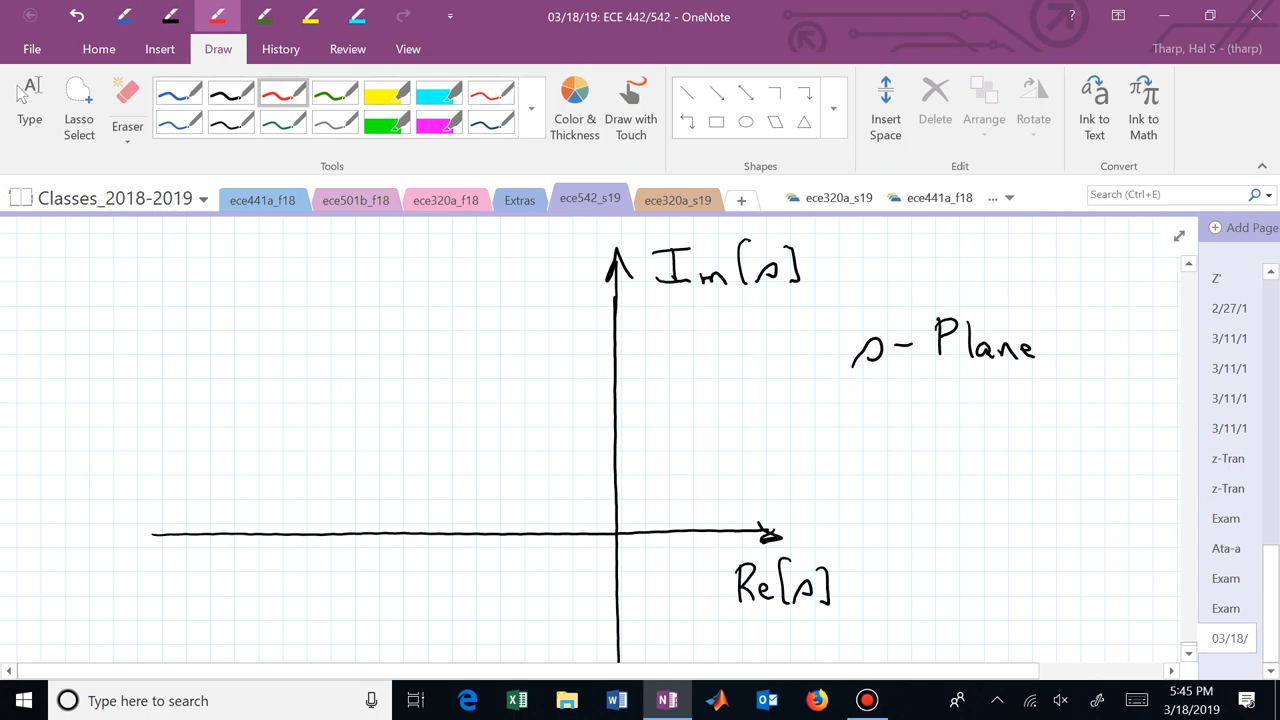 03/18/19: ECE 442/542 - OneNote
?
File Home Insert Draw History Review View
Tharp, Hal S - (tharp)
Type
Lasso Select
Eraser
Color & Thickness
Draw with Touch
Insert Space
Delete
Arrange
Rotate
Ink to Text
Ink to Math
Tools
Shapes
Edit
Convert
Classes_2018-2019
ece441a_f18
ece501b_f18
ece320a_f18
Extras
ece542_s19
ece320a_s19
ece320a_s19
ece441a_f18
...
Search (Ctrl+E)
Add Page
Z'
2/27/1
3/11/1
3/11/1
3/11/1
3/11/1
z-Tran
z-Tran
Exam
Ata-a
Exam
Exam
03/18/
Im[s]
s-Plane
Re[s]
Type here to search
5:45 PM
3/18/2019